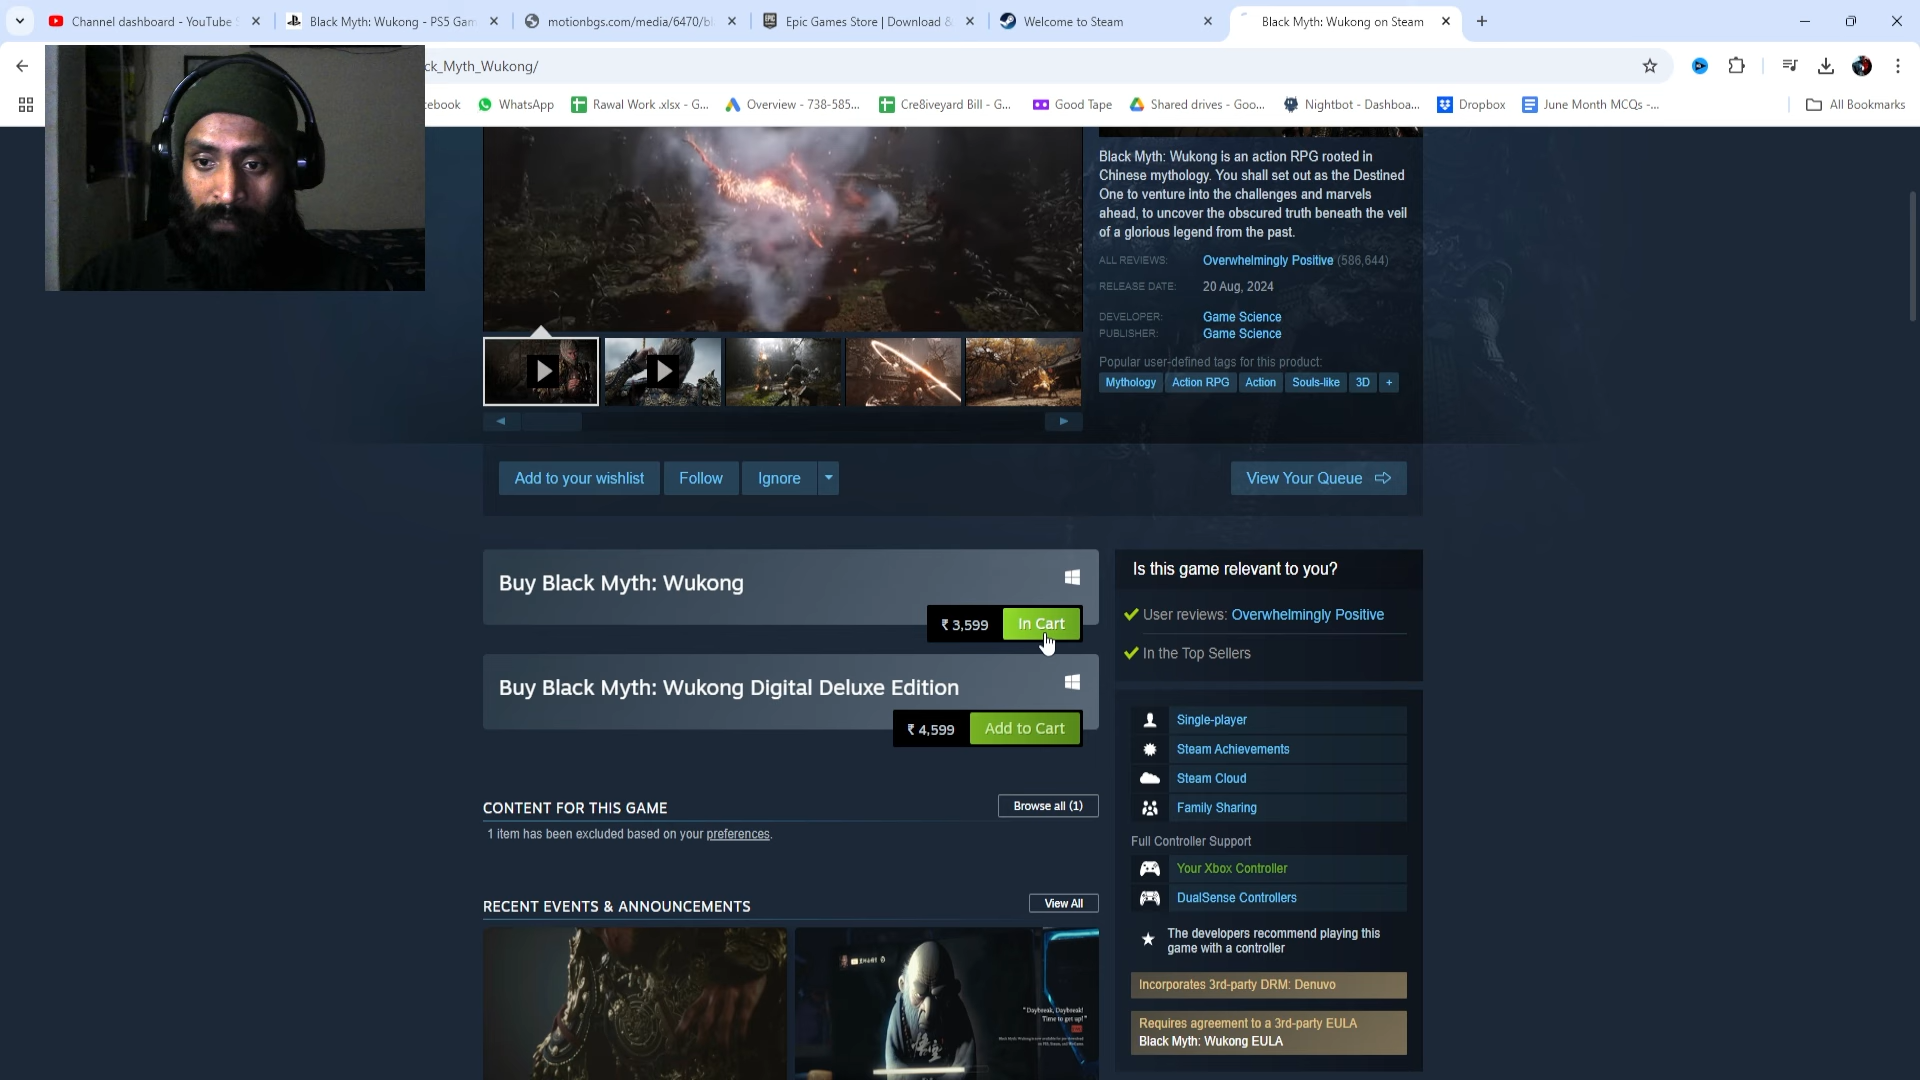 Channel dashboard - YouTube
Black Myth: Wukong - PS5 Gam
motionbgs.com/media/6470/bl
Epic Games Store | Download &
Welcome to Steam
Black Myth: Wukong on Steam
ck_Myth_Wukong/
cebook
WhatsApp
Rawal Work .xlsx - G...
Overview - 738-585...
Cre8iveyard Bill - G...
Good Tape
Shared drives - Goo...
Nightbot - Dashboa...
Dropbox
June Month MCQs -...
All Bookmarks
Black Myth: Wukong is an action RPG rooted in
Chinese mythology. You shall set out as the Destined
One to venture into the challenges and marvels
ahead, to uncover the obscured truth beneath the veil
of a glorious legend from the past.
ALL REVIEWS: Overwhelmingly Positive (586,644)
RELEASE DATE: 20 Aug, 2024
DEVELOPER: Game Science
PUBLISHER: Game Science
Popular user-defined tags for this product:
Mythology Action RPG Action Souls-like 3D +
Add to your wishlist Follow Ignore View Your Queue
Buy Black Myth: Wukong
₹ 3,599 In Cart
Buy Black Myth: Wukong Digital Deluxe Edition
₹ 4,599 Add to Cart
CONTENT FOR THIS GAME Browse all (1)
1 item has been excluded based on your preferences.
RECENT EVENTS & ANNOUNCEMENTS View All
"Daybreak, Daybreak!
Time to get up!"
Is this game relevant to you?
User reviews: Overwhelmingly Positive
In the Top Sellers
Single-player
Steam Achievements
Steam Cloud
Family Sharing
Full Controller Support
Your Xbox Controller
DualSense Controllers
The developers recommend playing this
game with a controller
Incorporates 3rd-party DRM: Denuvo
Requires agreement to a 3rd-party EULA
Black Myth: Wukong EULA